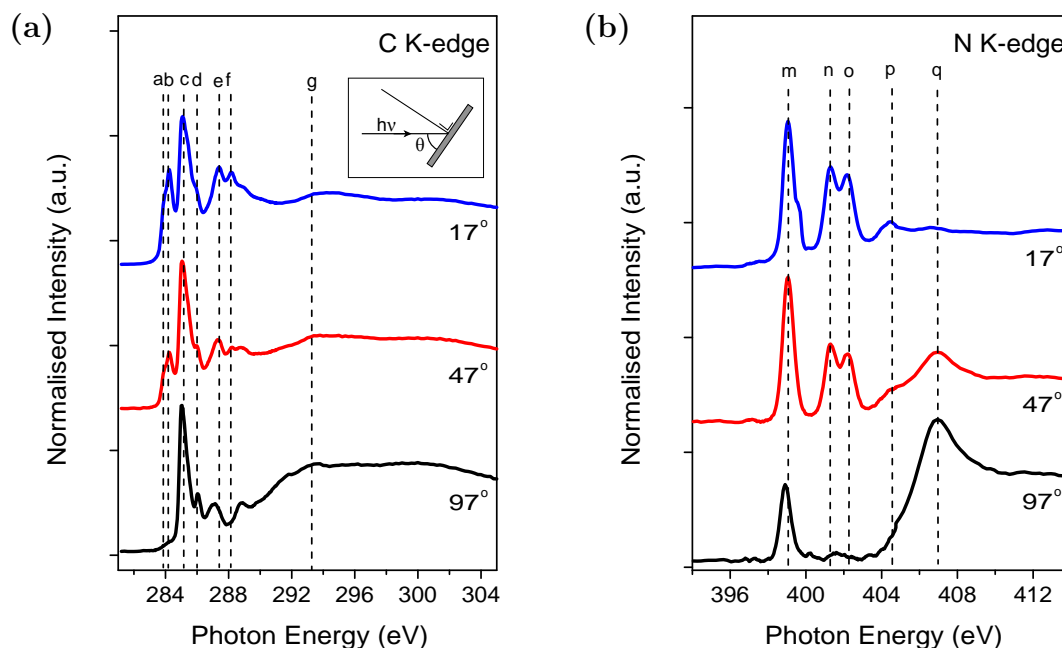 (a)
C K-edge
a b c d e f g
hν
θ
17°
47°
97°
Normalised Intensity (a.u.)
284 288 292 296 300 304
Photon Energy (eV)
(b)
N K-edge
m n o p q
17°
47°
97°
Normalised Intensity (a.u.)
396 400 404 408 412
Photon Energy (eV)